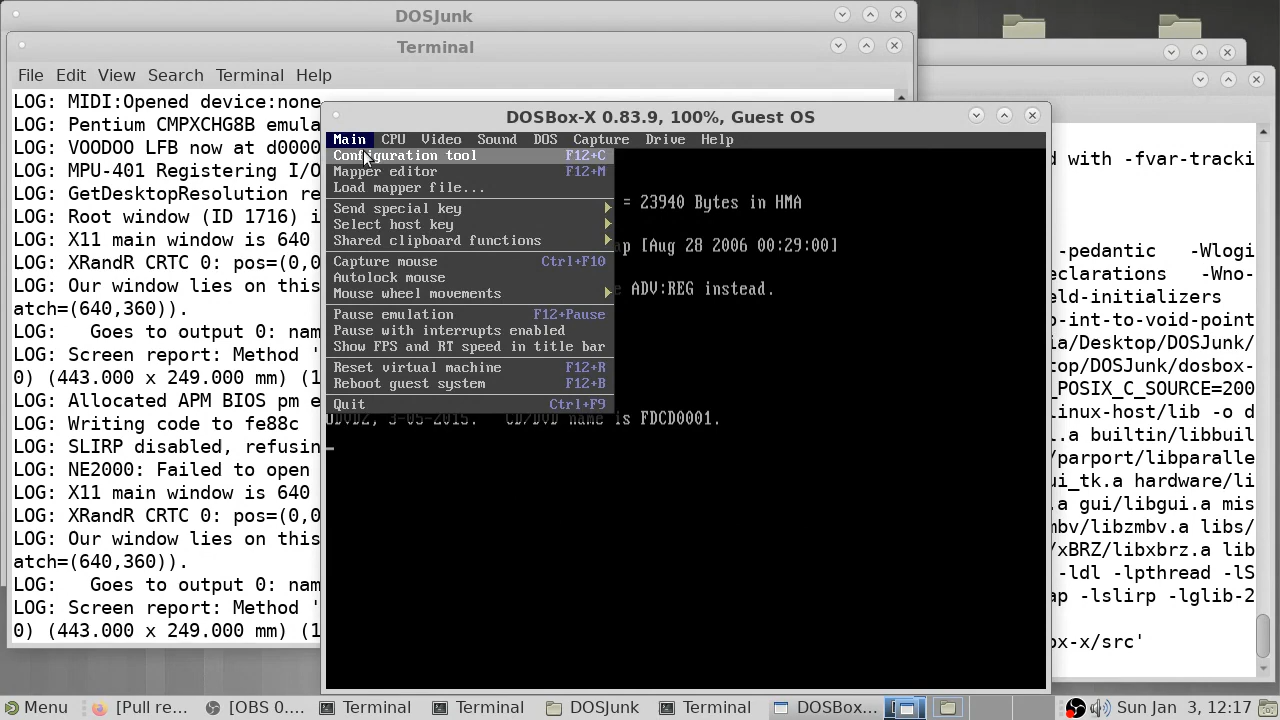 DOSJunk
Terminal
File Edit View Search Terminal Help
LOG: MIDI:Opened device:none
LOG: Pentium CMPXCHG8B emula
LOG: VOODOO LFB now at d0000
LOG: MPU-401 Registering I/O
LOG: GetDesktopResolution re
LOG: Root window (ID 1716) i
LOG: X11 main window is 640
LOG: XRandR CRTC 0: pos=(0,0
LOG: Our window lies on this
atch=(640,360)).
LOG:   Goes to output 0: nam
LOG: Screen report: Method '
0) (443.000 x 249.000 mm) (1
LOG: Allocated APM BIOS pm e
LOG: Writing code to fe88c
LOG: SLIRP disabled, refusin
LOG: NE2000: Failed to open
LOG: X11 main window is 640
LOG: XRandR CRTC 0: pos=(0,0
LOG: Our window lies on this
atch=(640,360)).
LOG:   Goes to output 0: nam
LOG: Screen report: Method '
0) (443.000 x 249.000 mm) (1
DOSBox-X 0.83.9, 100%, Guest OS
Main CPU Video Sound DOS Capture Drive Help
Configuration tool F12+C
Mapper editor F12+M
Load mapper file...
Send special key
Select host key
Shared clipboard functions
Capture mouse Ctrl+F10
Autolock mouse
Mouse wheel movements
Pause emulation F12+Pause
Pause with interrupts enabled
Show FPS and RT speed in title bar
Reset virtual machine F12+R
Reboot guest system F12+B
Quit Ctrl+F9
= 23940 Bytes in HMA
ap [Aug 28 2006 00:29:00]
e ADV:REG instead.
UDVD2, 3-05-2015.   CD/DVD name is FDCD0001.
d with -fvar-tracki
-pedantic  -Wlogi
eclarations  -Wno-
eld-initializers
o-int-to-void-point
ia/Desktop/DOSJunk/
top/DOSJunk/dosbox-
_POSIX_C_SOURCE=200
linux-host/lib -o d
l.a builtin/libbuil
/parport/libparalle
ui_tk.a hardware/li
.a gui/libgui.a mis
mbv/libzmbv.a libs/
/xBRZ/libxbrz.a lib
-ldl -lpthread -lS
ap -lslirp -lglib-2
ox-x/src'
Menu [Pull re... [OBS 0.... Terminal Terminal DOSJunk Terminal DOSBox... Sun Jan 3, 12:17